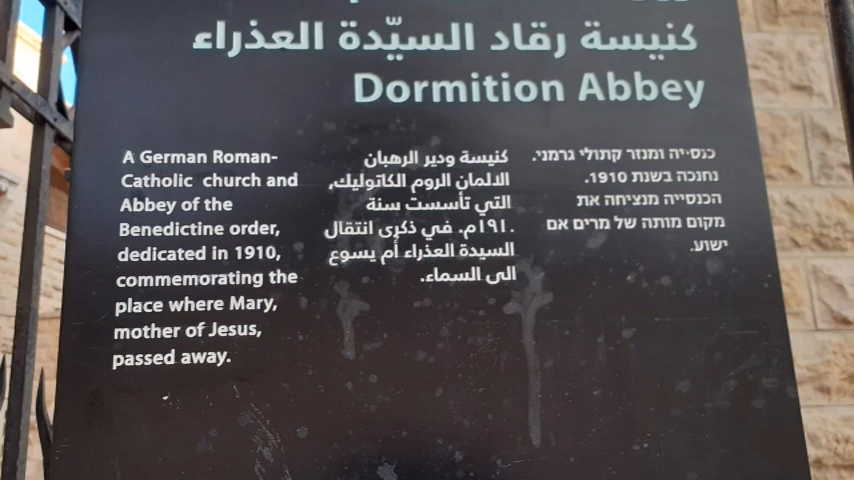 كنيسة رقاد السيّدة العذراء
Dormition Abbey
A German Roman-
Catholic church and
Abbey of the
Benedictine order,
dedicated in 1910,
commemorating the
place where Mary,
mother of Jesus,
passed away.
كنيسة ودير الرهبان
الالمان الروم الكاتوليك،
التي تأسست سنة
١٩١٠م. في ذكرى انتقال
السيدة العذراء أم يسوع
الى السماء.
כנסייה ומנזר קתולי גרמני.
נחנכה בשנת 1910.
הכנסייה מנציחה את
מקום מותה של מרים אם
ישוע.